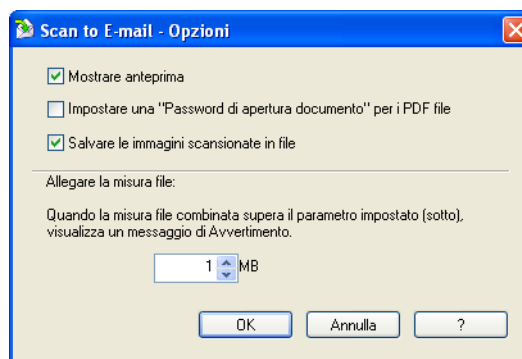 Scan to E-mail - Opzioni
Mostrare anteprima
Impostare una "Password di apertura documento" per i PDF file
Salvare le immagini scansionate in file
Allegare la misura file:
Quando la misura file combinata supera il parametro impostato (sotto),
visualizza un messaggio di Avvertimento.
1 MB
OK Annulla ?